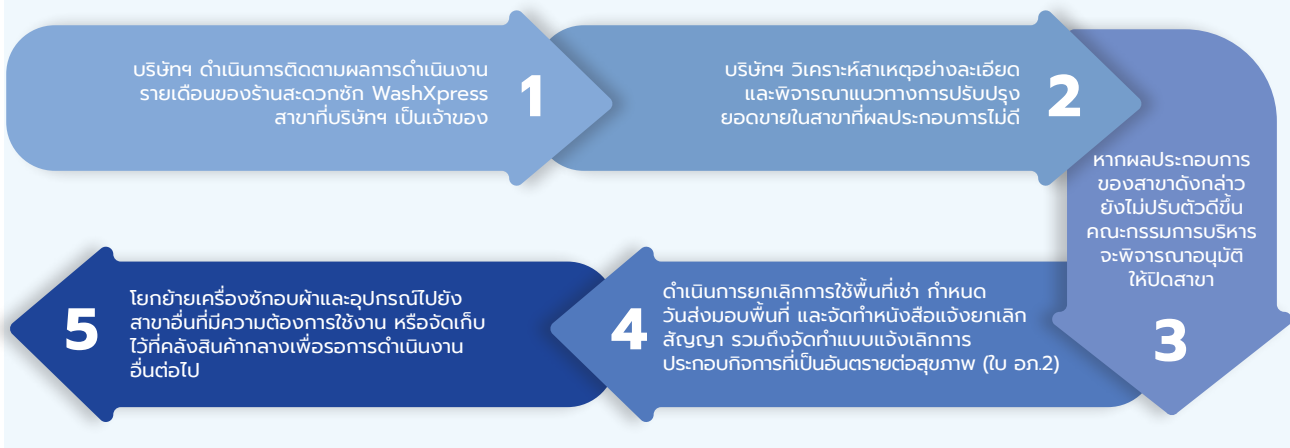 บริษัทฯ ดำเนินการติดตามผลการดำเนินงาน
รายเดือนของร้านสะดวกซัก WashXpress
สาขาที่บริษัทฯ เป็นเจ้าของ
1
บริษัทฯ วิเคราะห์สาเหตุอย่างละเอียด
และพิจารณาแนวทางการปรับปรุง
ยอดขายในสาขาที่ผลประกอบการไม่ดี
2
หากผลประกอบการ
ของสาขาดังกล่าว
ยังไม่ปรับตัวดีขึ้น
คณะกรรมการบริหาร
จะพิจารณาอนุมัติ
ให้ปิดสาขา
3
4
ดำเนินการยกเลิกการใช้พื้นที่เช่า กำหนด
วันส่งมอบพื้นที่ และจัดทำหนังสือแจ้งยกเลิก
สัญญา รวมถึงจัดทำแบบแจ้งเลิกการ
ประกอบกิจการที่เป็นอันตรายต่อสุขภาพ (ใบ อภ.2)
5
โยกย้ายเครื่องซักอบผ้าและอุปกรณ์ไปยัง
สาขาอื่นที่มีความต้องการใช้งาน หรือจัดเก็บ
ไว้ที่คลังสินค้ากลางเพื่อรอการดำเนินงาน
อื่นต่อไป